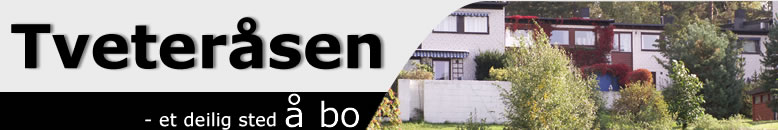 Tveteråsen
- et deilig sted å bo